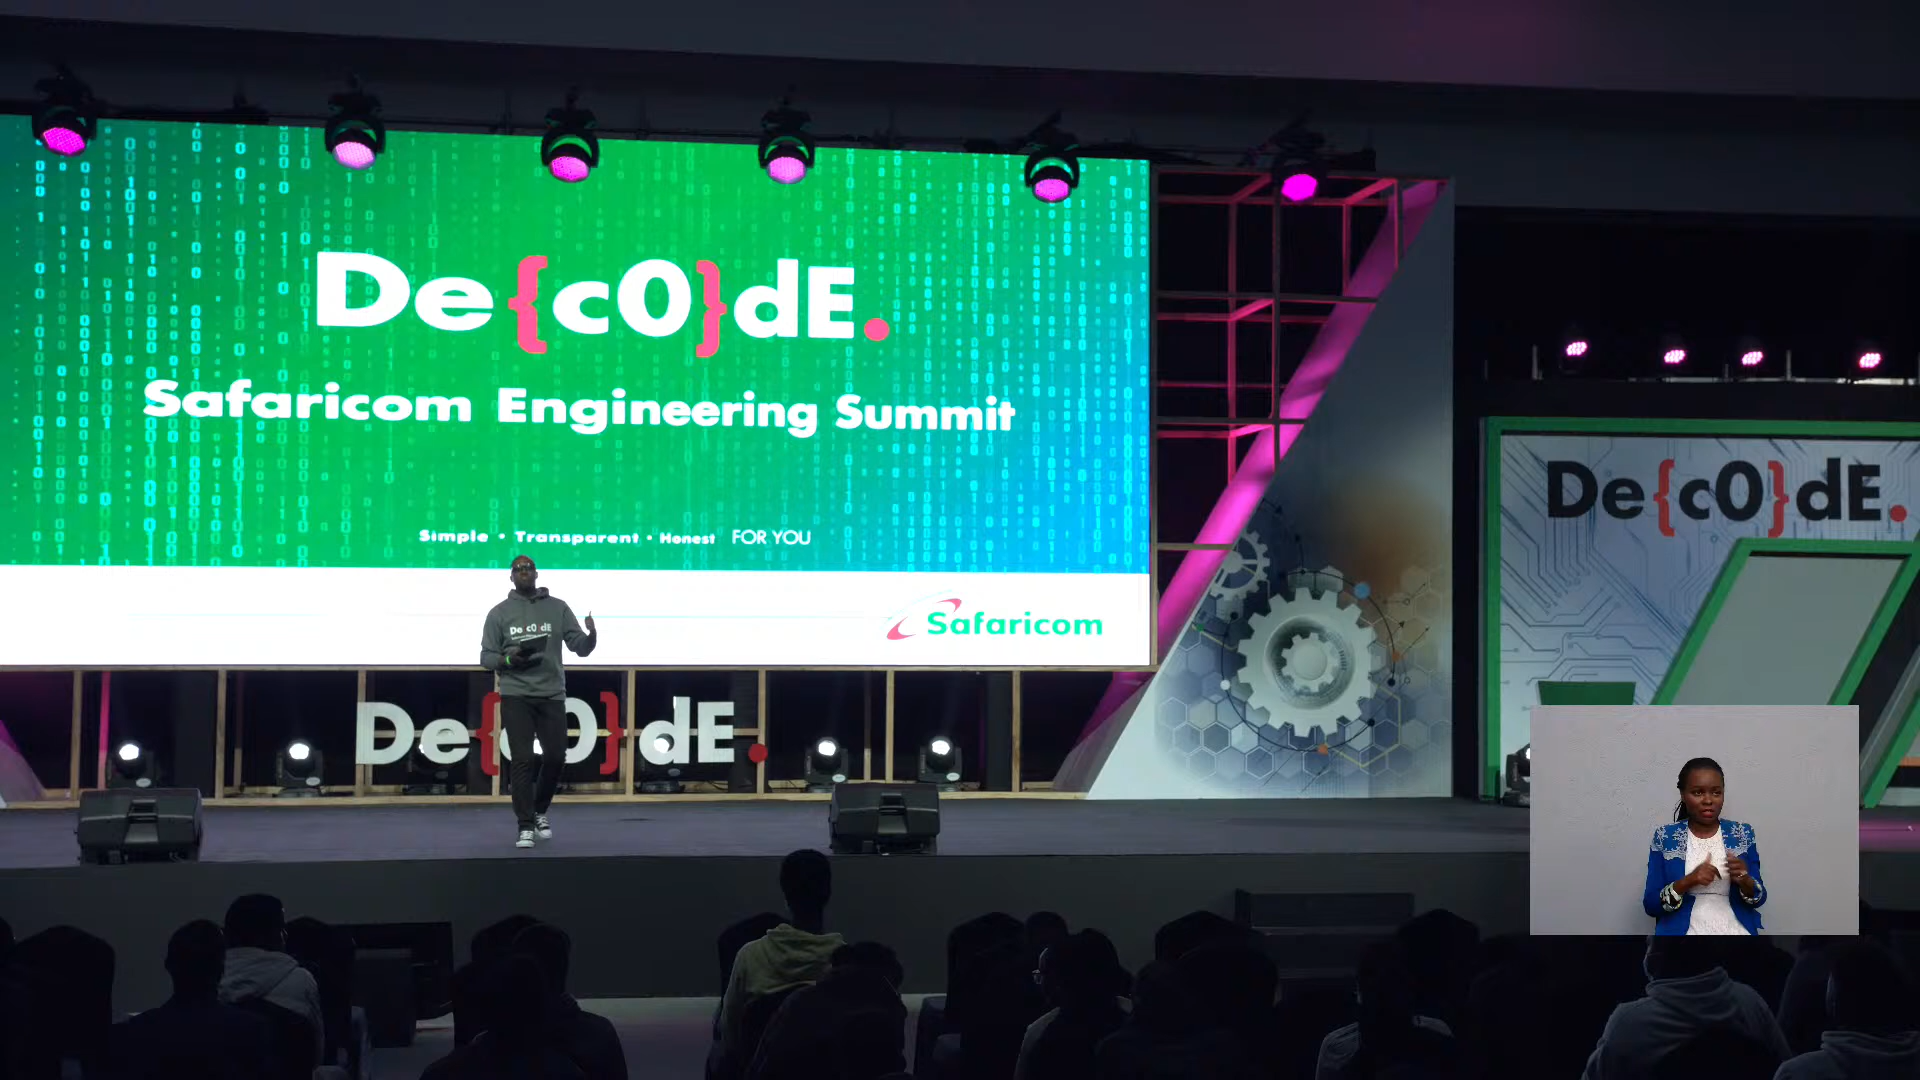 De{c0}dE.
Safaricom Engineering Summit
Simple • Transparent • Honest FOR YOU
Safaricom
De{c0}dE.
De c0 dE
De{c0}dE.